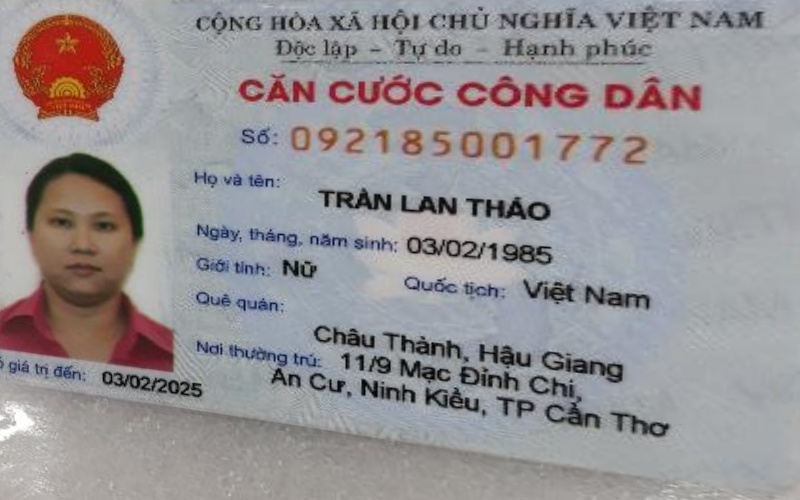 CỘNG HÒA XÃ HỘI CHỦ NGHĨA VIỆT NAM
Độc lập - Tự do - Hạnh phúc
CĂN CƯỚC CÔNG DÂN
Số: 092185001772
Họ và tên:
TRẦN LAN THẢO
Ngày, tháng, năm sinh: 03/02/1985
Giới tính: Nữ Quốc tịch: Việt Nam
Quê quán:
Châu Thành, Hậu Giang
Nơi thường trú: 11/9 Mạc Đỉnh Chi,
An Cư, Ninh Kiều, TP Cần Thơ
giá trị đến: 03/02/2025